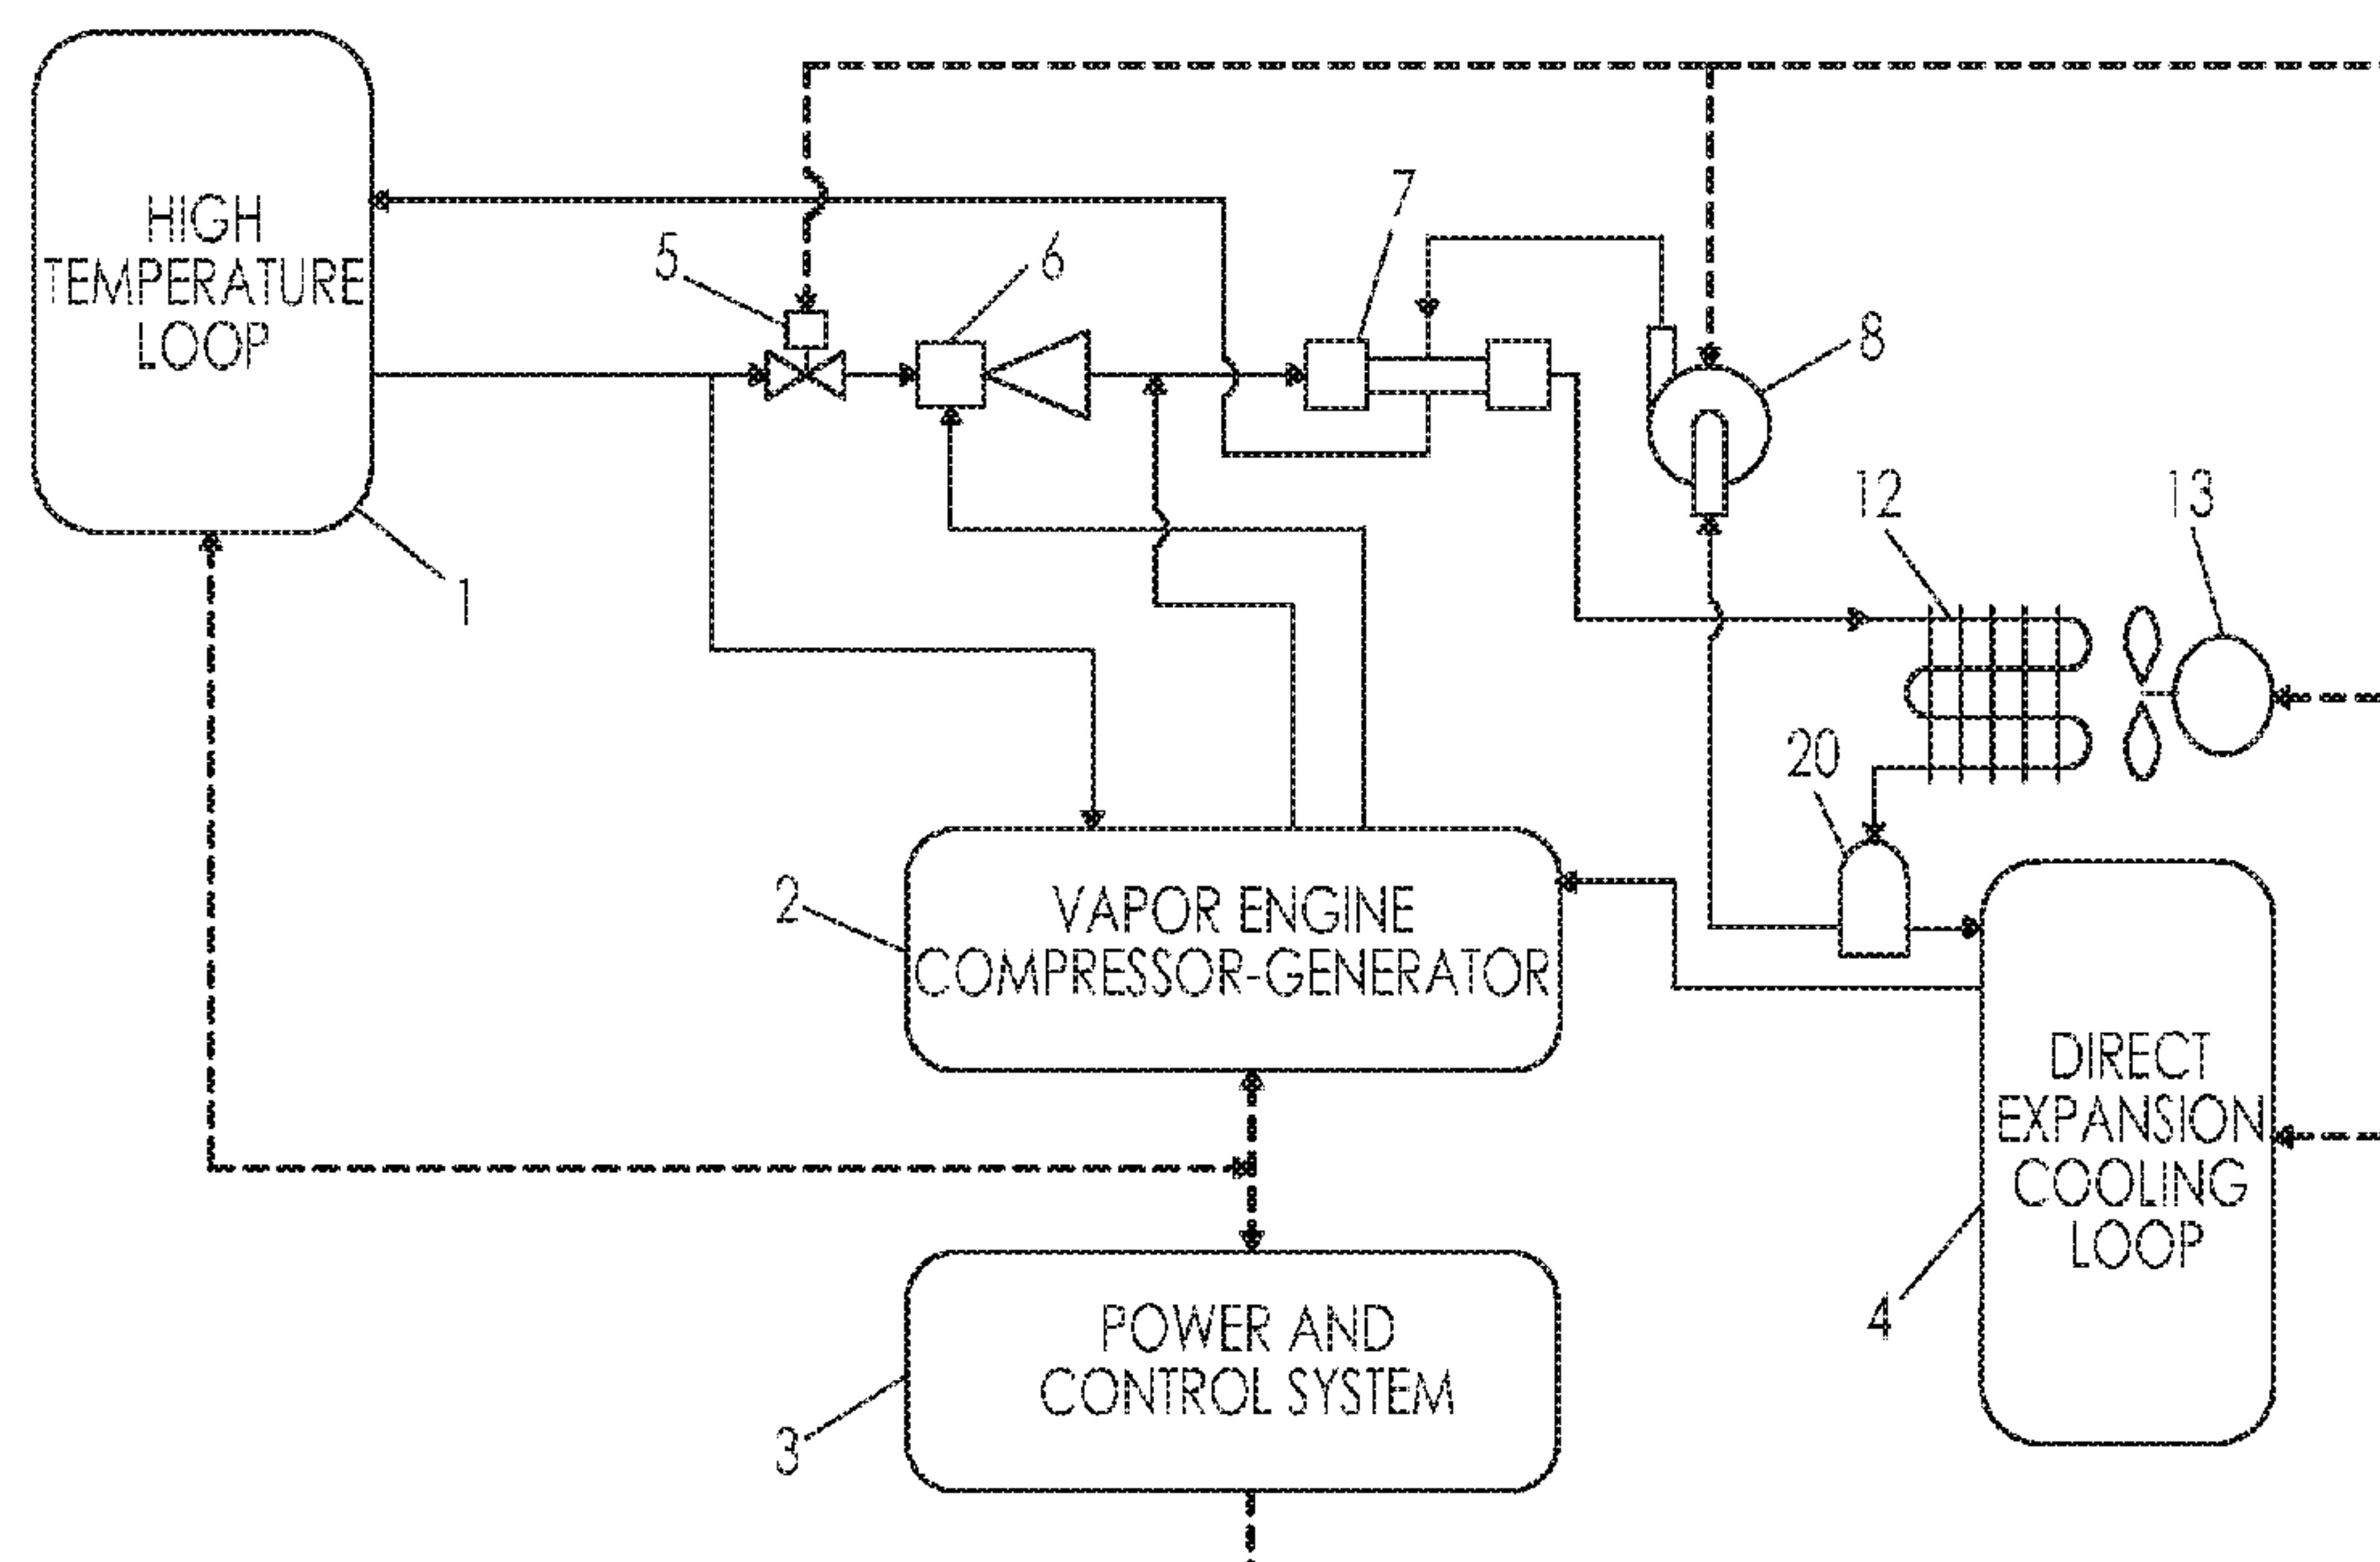 HIGH
TEMPERATURE
LOOP
1
5
6
7
8
12
13
20
2
VAPOR ENGINE
COMPRESSOR-GENERATOR
DIRECT
EXPANSION
COOLING
LOOP
4
POWER AND
CONTROL SYSTEM
3